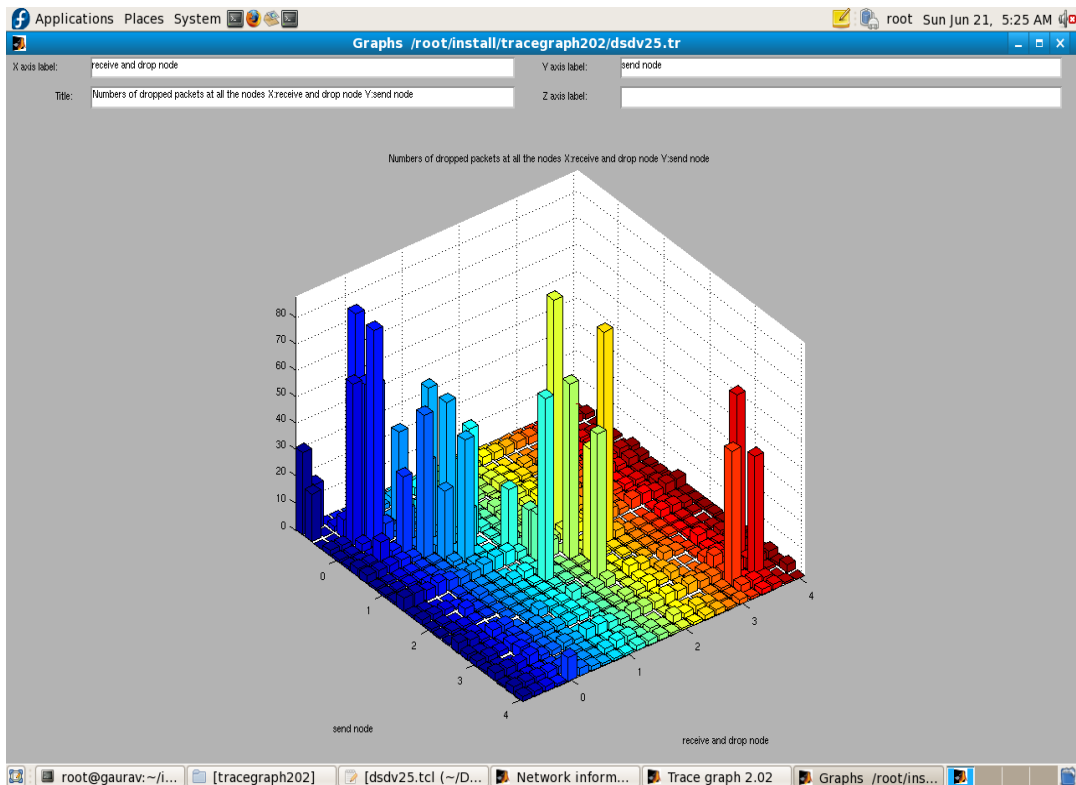 Applications Places System root Sun Jun 21, 5:25 AM
Graphs /root/install/tracegraph202/dsdv25.tr
X axis label: receive and drop node Y axis label: send node
Title: Numbers of dropped packets at all the nodes X:receive and drop node Y:send node Z axis label:
Numbers of dropped packets at all the nodes X:receive and drop node Y:send node
80
70
60
50
40
30
20
10
0
0
1
2
3
4
0
1
2
3
4
send node
receive and drop node
root@gaurav:~/i... [tracegraph202] [dsdv25.tcl (~/D... Network inform... Trace graph 2.02 Graphs /root/ins...